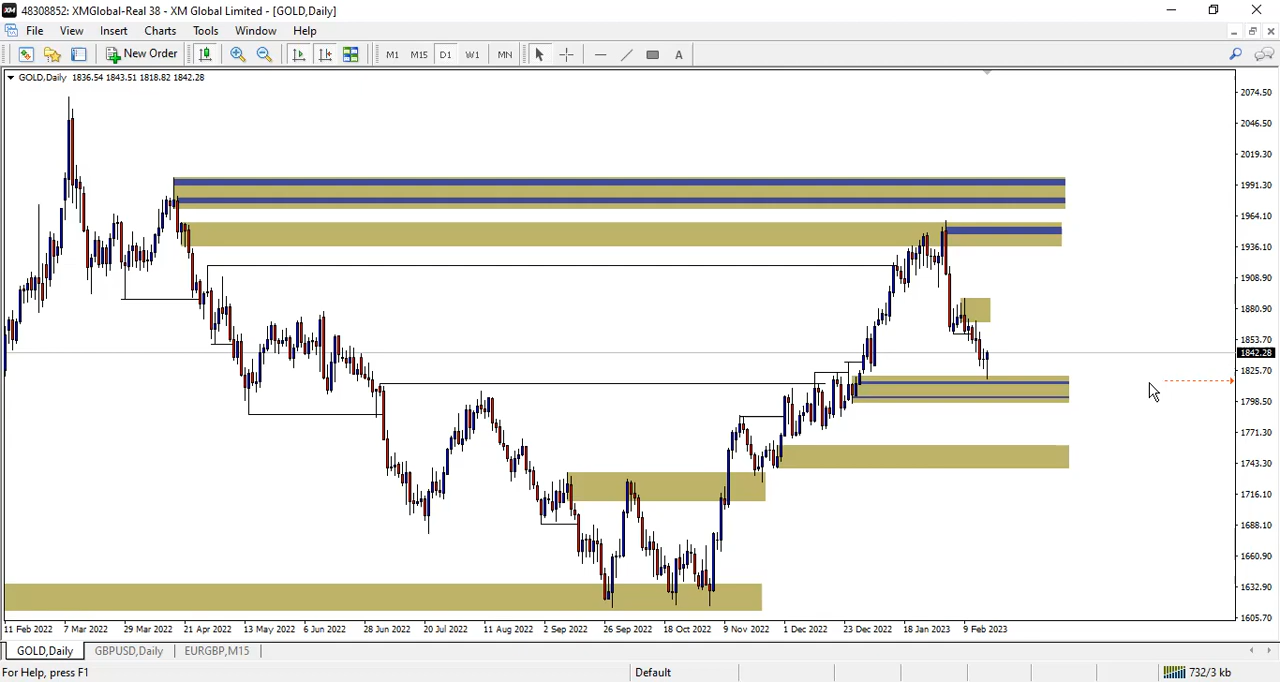 XM 48308852: XMGlobal-Real 38 - XM Global Limited - [GOLD,Daily]
File View Insert Charts Tools Window Help
New Order M1 M15 D1 W1 MN A
GOLD,Daily 1836.54 1843.51 1818.82 1842.28
2074.50
2046.50
2019.30
1991.30
1964.10
1936.10
1908.90
1880.90
1853.70
1842.28
1825.70
1798.50
1771.30
1743.30
1716.10
1688.10
1660.90
1632.90
1605.70
11 Feb 2022 7 Mar 2022 29 Mar 2022 21 Apr 2022 13 May 2022 6 Jun 2022 28 Jun 2022 20 Jul 2022 11 Aug 2022 2 Sep 2022 26 Sep 2022 18 Oct 2022 9 Nov 2022 1 Dec 2022 23 Dec 2022 18 Jan 2023 9 Feb 2023
GOLD,Daily GBPUSD,Daily EURGBP,M15
For Help, press F1 Default 732/3 kb